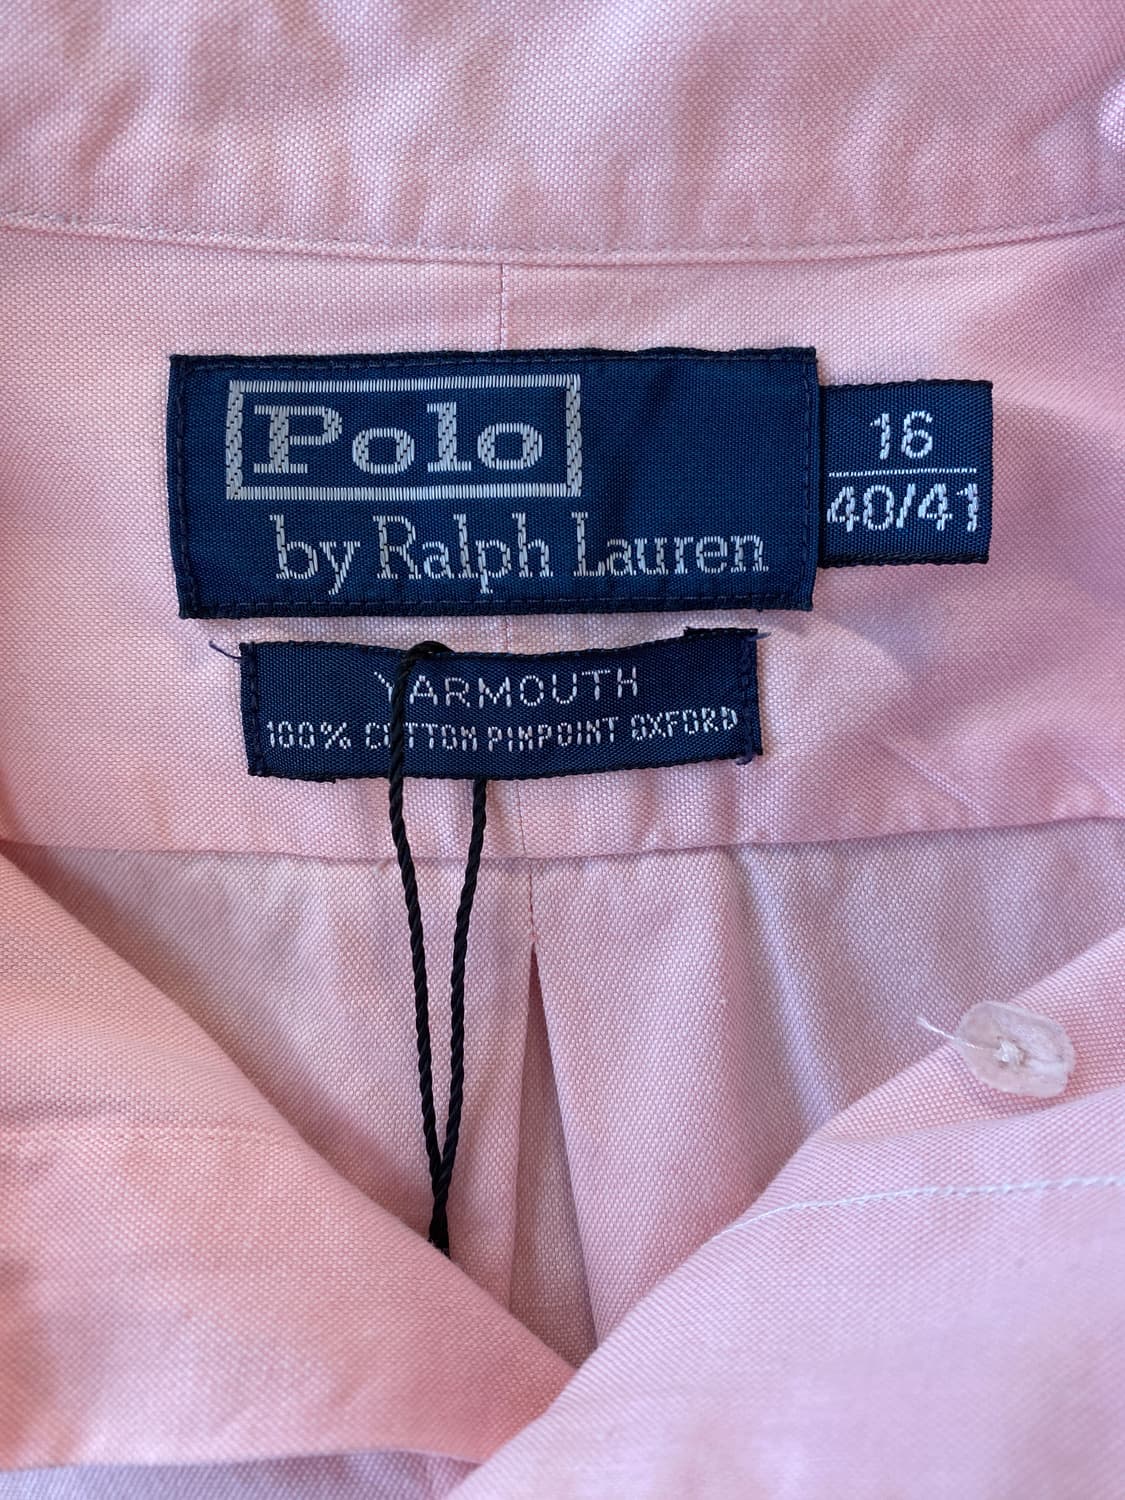 Polo
by Ralph Lauren
16
40/41
YARMOUTH
100% COTTON PINPOINT OXFORD